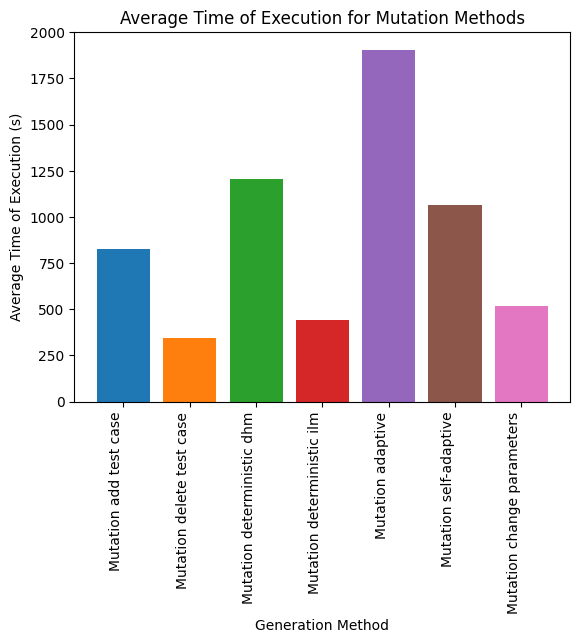 Average Time of Execution for Mutation Methods
Average Time of Execution (s)
2000
1750
1500
1250
1000
750
500
250
0
Mutation add test case
Mutation delete test case
Mutation deterministic dhm
Mutation deterministic ilm
Mutation adaptive
Mutation self-adaptive
Mutation change parameters
Generation Method